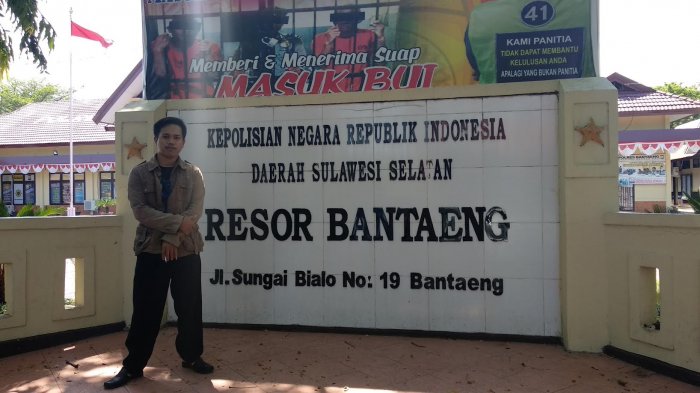 Memberi & Menerima Suap
MASUK BUI
41
KAMI PANITIA
TIDAK DAPAT MEMBANTU
KELULUSAN ANDA
APALAGI YANG BUKAN PANITIA
KEPOLISIAN NEGARA REPUBLIK INDONESIA
DAERAH SULAWESI SELATAN
RESOR BANTAENG
Jl. Sungai Bialo No: 19 Bantaeng